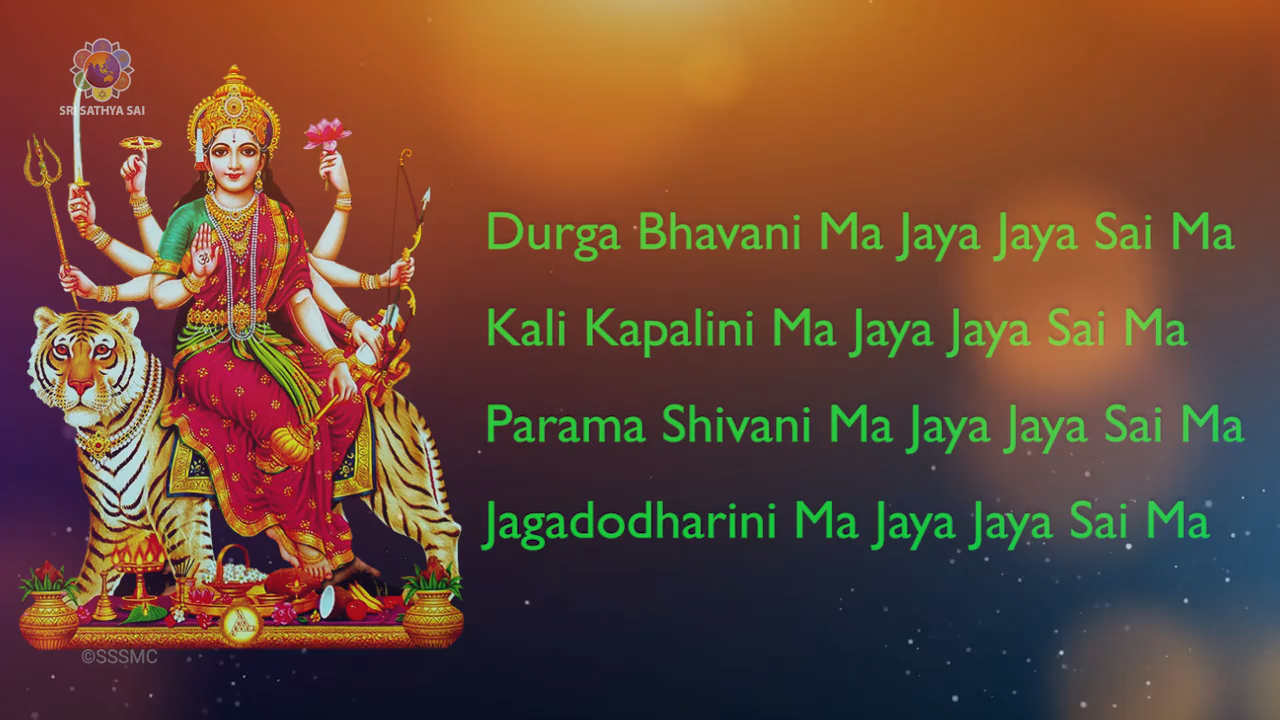 SRI SATHYA SAI
Durga Bhavani Ma Jaya Jaya Sai Ma
Kali Kapalini Ma Jaya Jaya Sai Ma
Parama Shivani Ma Jaya Jaya Sai Ma
Jagadodharini Ma Jaya Jaya Sai Ma
ॐ
©SSSMC